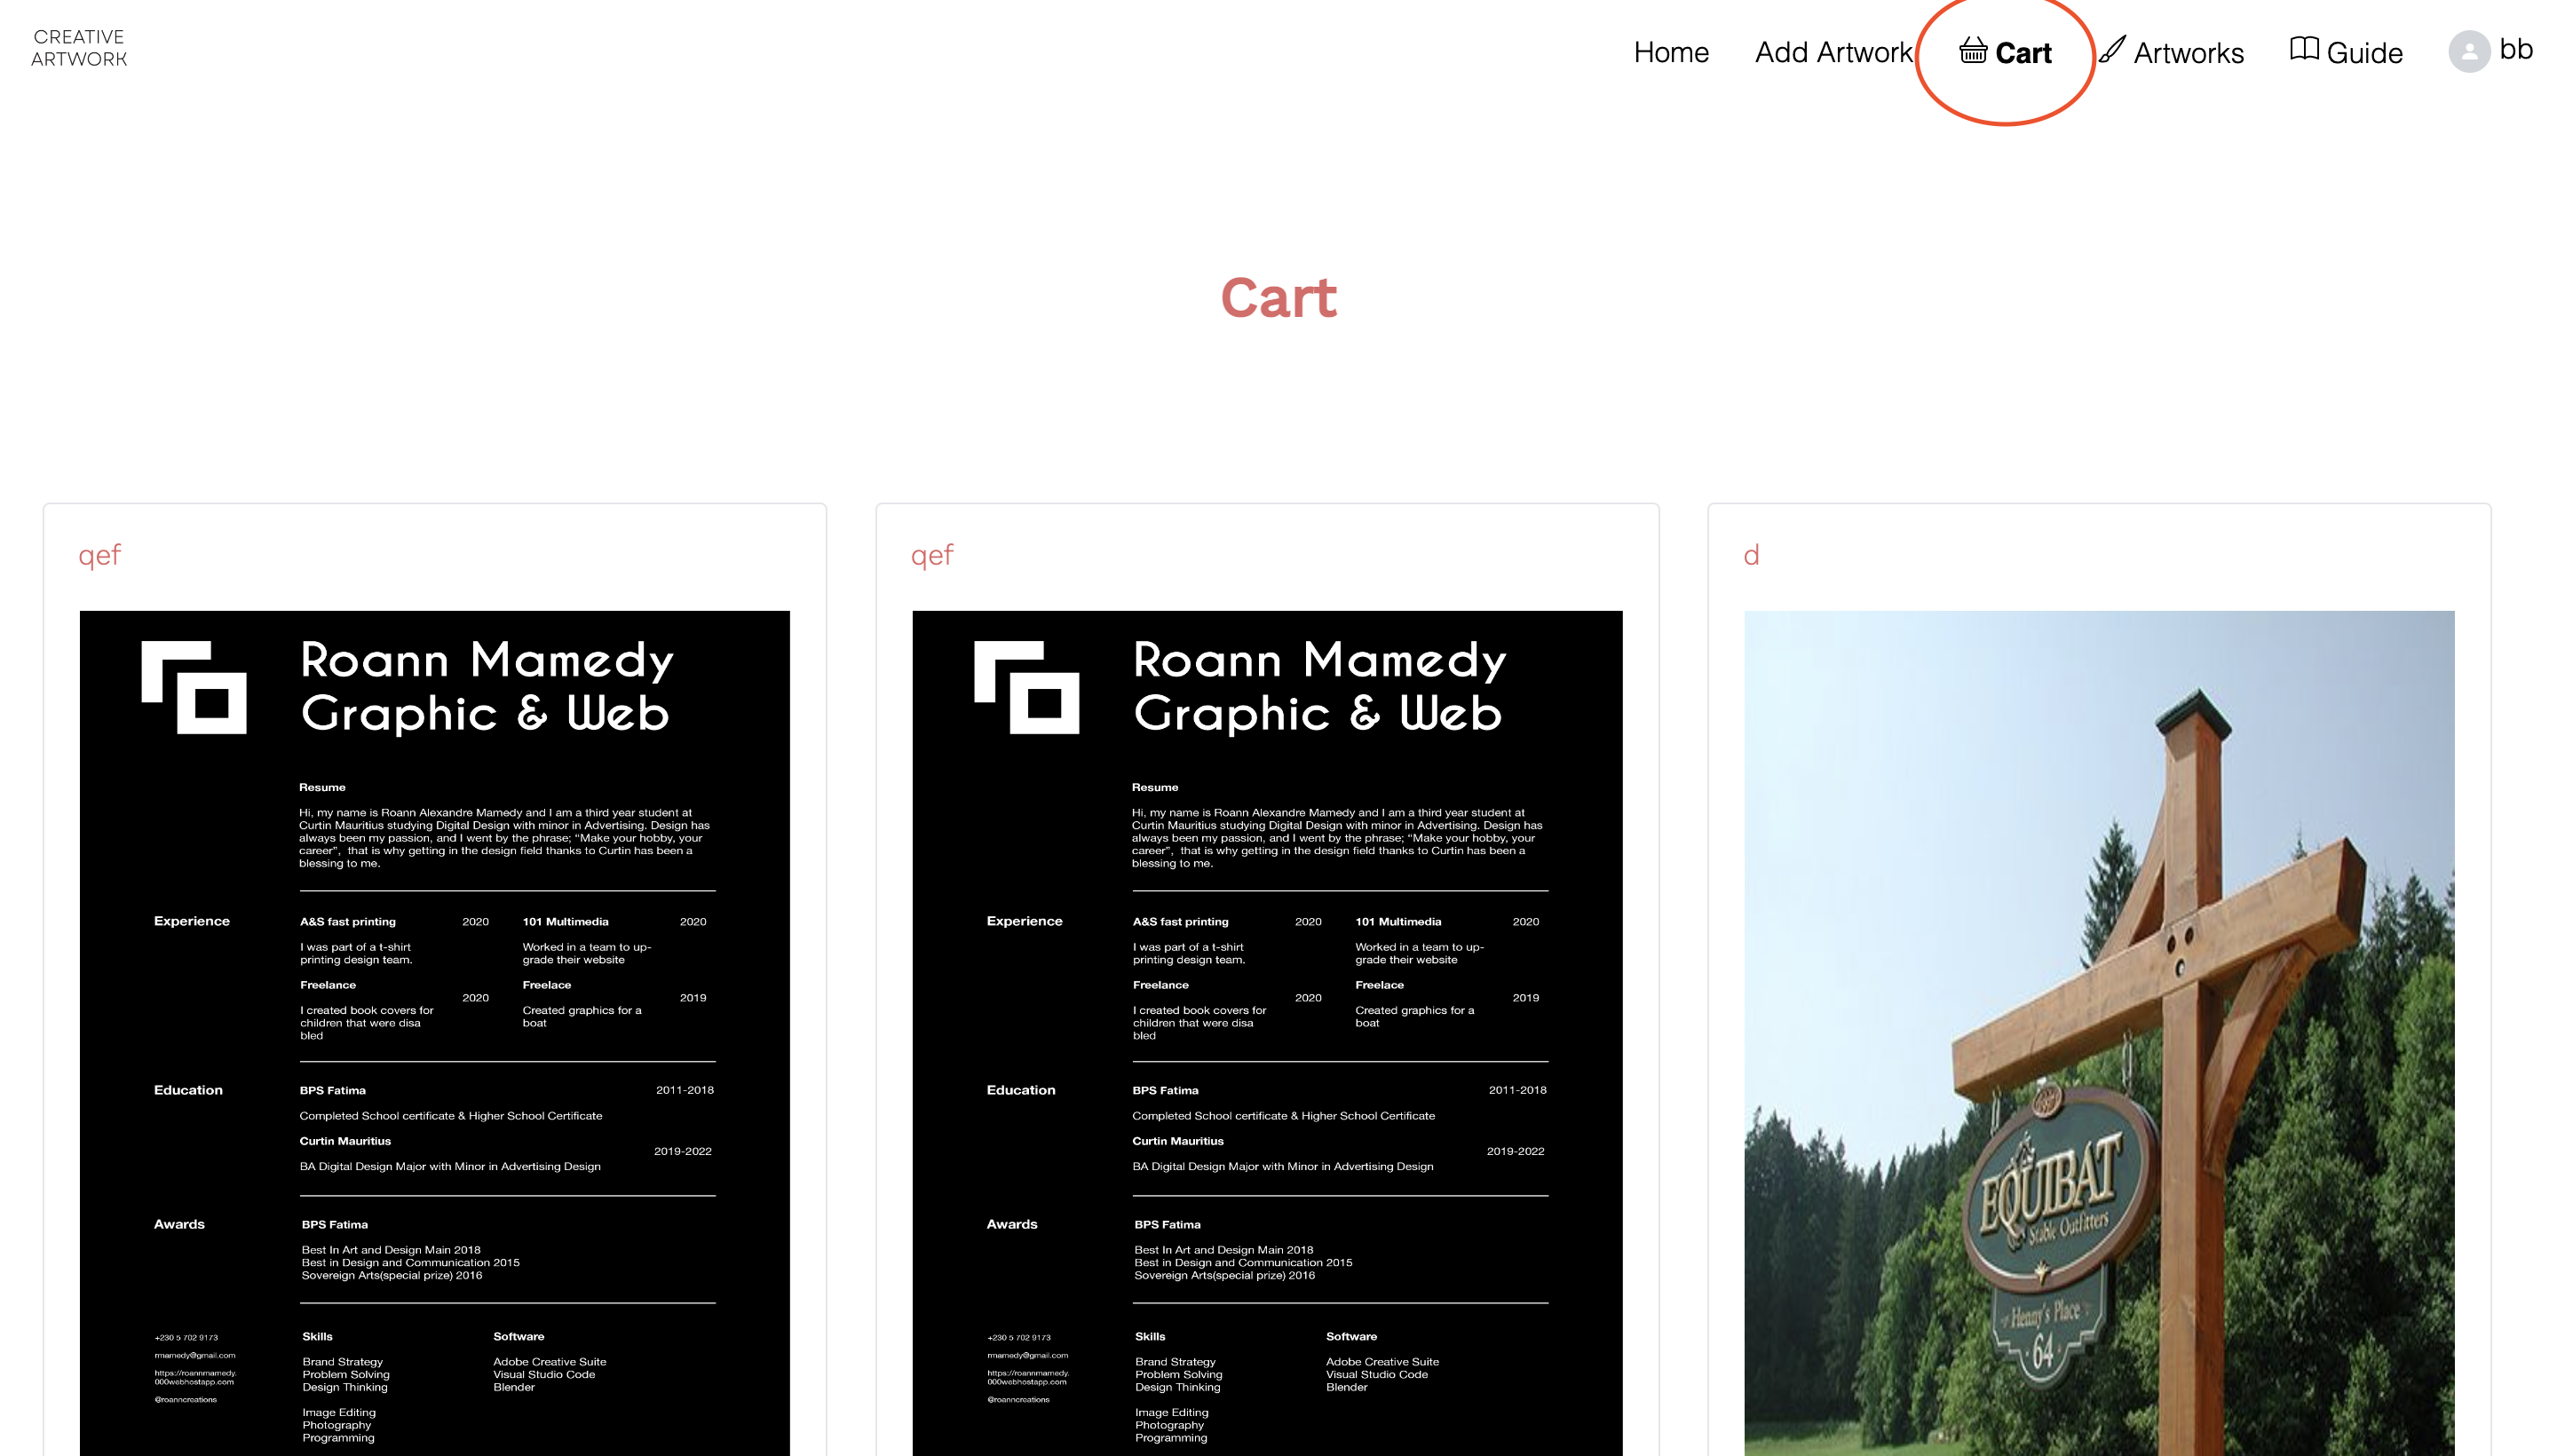 CREATIVE
ARTWORK
Home Add Artwork Cart Artworks Guide bb
Cart
qef
Roann Mamedy
Graphic & Web
Resume
Hi, my name is Roann Alexandre Mamedy and I am a third year student at
Curtin Mauritius studying Digital Design with minor in Advertising. Design has
always been my passion, and I went by the phrase; “Make your hobby, your
career”, that is why getting in the design field thanks to Curtin has been a
blessing to me.
Experience
A&S fast printing 2020
I was part of a t-shirt
printing design team.
Freelance
2020
I created book covers for
children that were disa
bled
101 Multimedia 2020
Worked in a team to up-
grade their website
Freelace
2019
Created graphics for a
boat
Education
BPS Fatima 2011-2018
Completed School certificate & Higher School Certificate
Curtin Mauritius
2019-2022
BA Digital Design Major with Minor in Advertising Design
Awards
BPS Fatima
Best In Art and Design Main 2018
Best in Design and Communication 2015
Sovereign Arts(special prize) 2016
+230 5 702 9173
rmamedy@gmail.com
https://roannmamedy.
000webhostapp.com
@roanncreations
Skills
Brand Strategy
Problem Solving
Design Thinking
Image Editing
Photography
Programming
Software
Adobe Creative Suite
Visual Studio Code
Blender
qef
Roann Mamedy
Graphic & Web
Resume
Hi, my name is Roann Alexandre Mamedy and I am a third year student at
Curtin Mauritius studying Digital Design with minor in Advertising. Design has
always been my passion, and I went by the phrase; “Make your hobby, your
career”, that is why getting in the design field thanks to Curtin has been a
blessing to me.
Experience
A&S fast printing 2020
I was part of a t-shirt
printing design team.
Freelance
2020
I created book covers for
children that were disa
bled
101 Multimedia 2020
Worked in a team to up-
grade their website
Freelace
2019
Created graphics for a
boat
Education
BPS Fatima 2011-2018
Completed School certificate & Higher School Certificate
Curtin Mauritius
2019-2022
BA Digital Design Major with Minor in Advertising Design
Awards
BPS Fatima
Best In Art and Design Main 2018
Best in Design and Communication 2015
Sovereign Arts(special prize) 2016
+230 5 702 9173
rmamedy@gmail.com
https://roannmamedy.
000webhostapp.com
@roanncreations
Skills
Brand Strategy
Problem Solving
Design Thinking
Image Editing
Photography
Programming
Software
Adobe Creative Suite
Visual Studio Code
Blender
d
EQUIBAT
Stable Outfitters
Henny's Place
64